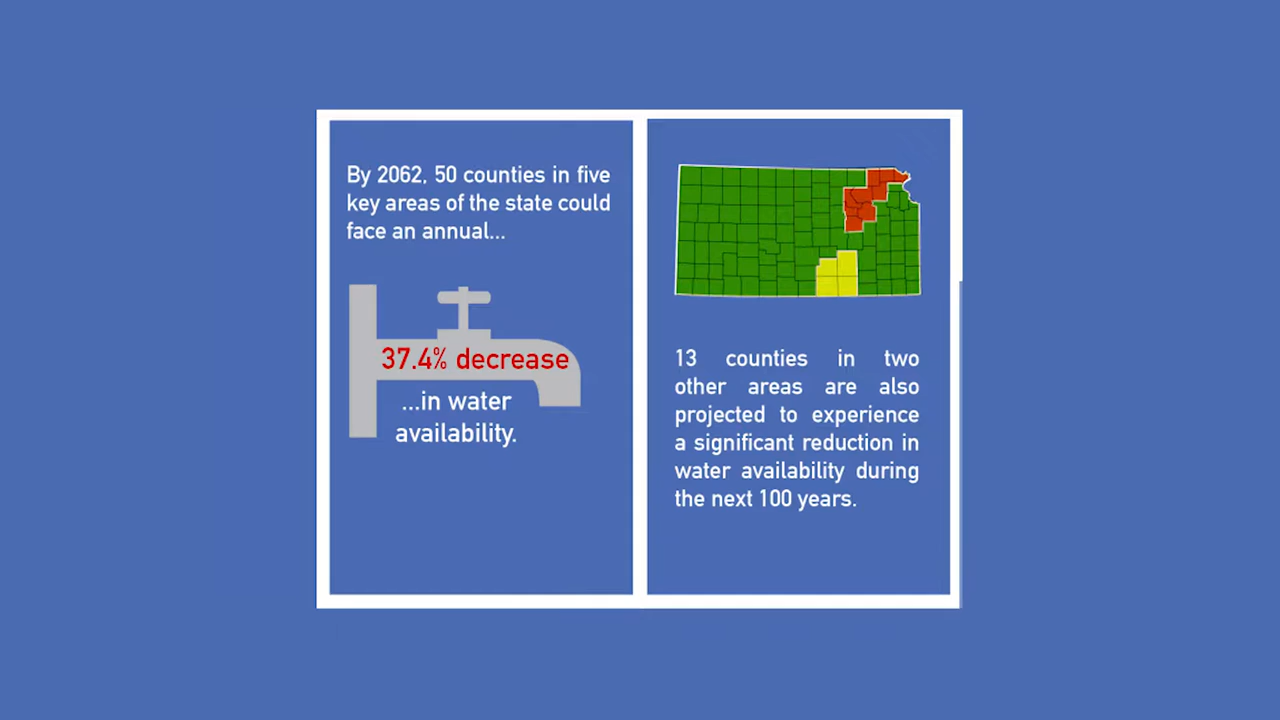 By 2062, 50 counties in five
key areas of the state could
face an annual...
37.4% decrease
...in water
availability.
13 counties in two
other areas are also
projected to experience
a significant reduction in
water availability during
the next 100 years.